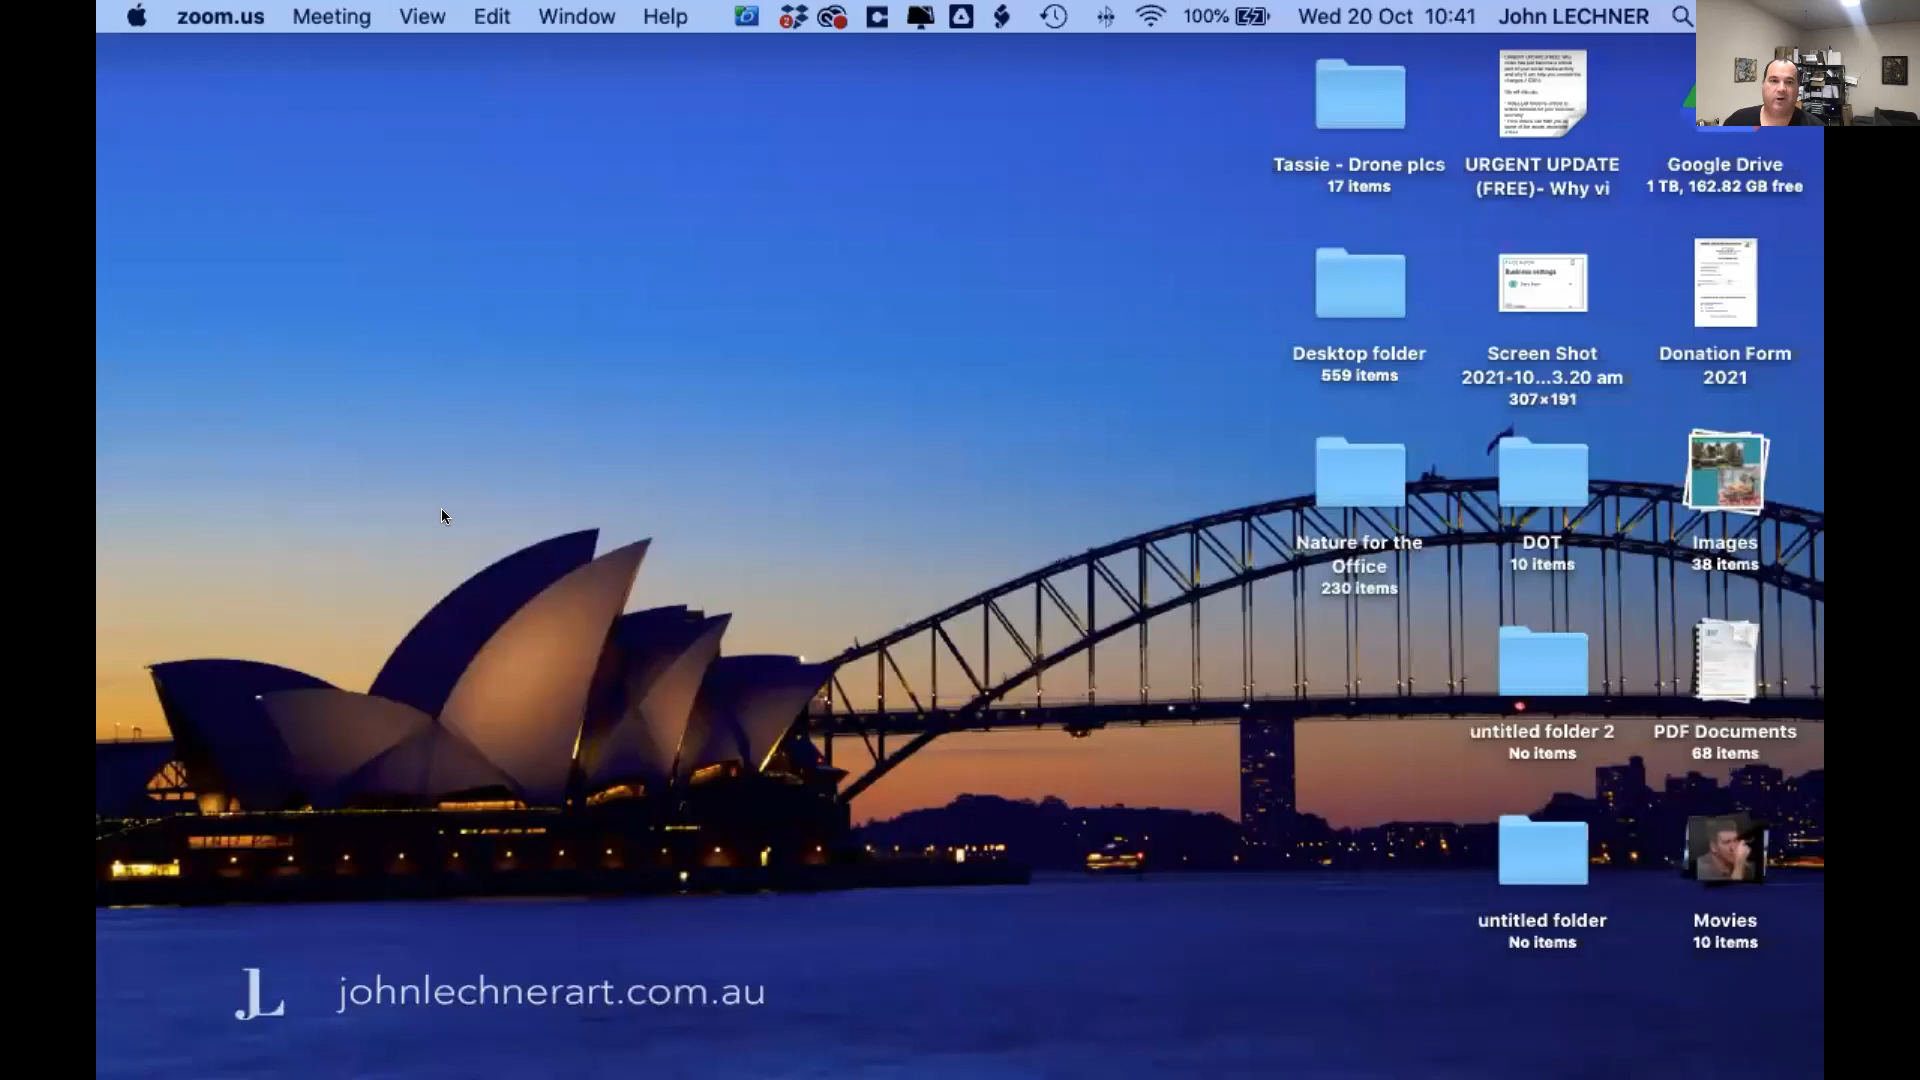 zoom.us Meeting View Edit Window Help 2 100% Wed 20 Oct 10:41 John LECHNER
Tassie - Drone pics
17 items
URGENT UPDATE
(FREE)- Why vi
Google Drive
1 TB, 162.82 GB free
Desktop folder
559 items
Business settings
Screen Shot
2021-10...3.20 am
307×191
Donation Form
2021
Nature for the
Office
230 items
DOT
10 items
Images
38 items
untitled folder 2
No items
PDF Documents
68 items
untitled folder
No items
Movies
10 items
JL johnlechnerart.com.au